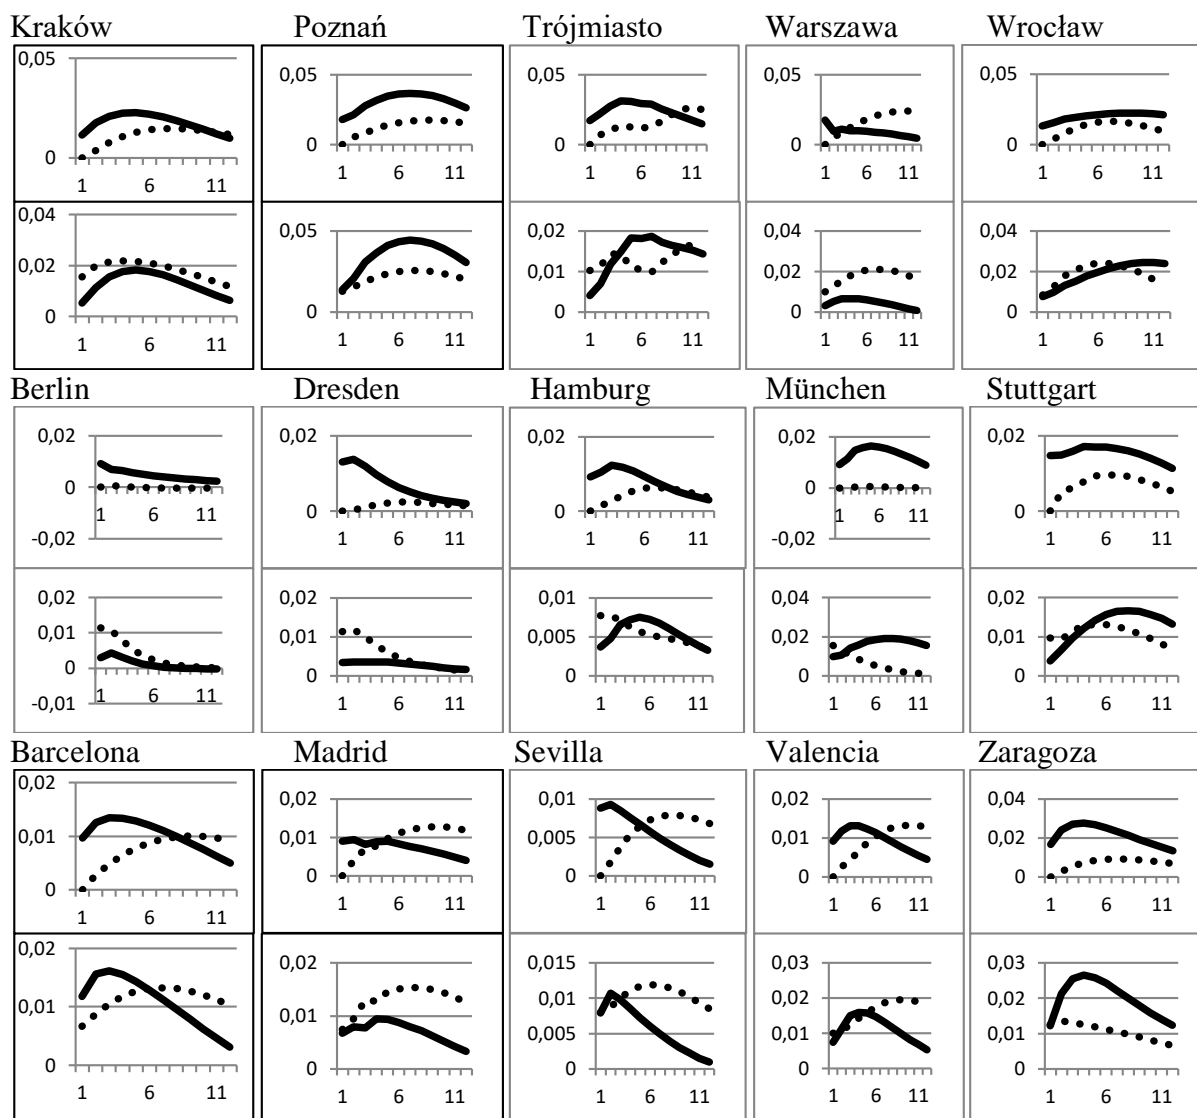 Kraków Poznań Trójmiasto Warszawa Wrocław
0,05 0,05 0,05 0,05 0,05
0 0 0 0 0
1 6 11 1 6 11 1 6 11 1 6 11 1 6 11
0,04 0,05 0,02 0,05 0,04
0,02 0,01 0,02
0 0 0 0 0
1 6 11 1 6 11 1 6 11 1 6 11 1 6 11
Berlin Dresden Hamburg München Stuttgart
0,02 0,02 0,02 0,02 0,02
0 0 0 0 0
1 6 11 1 6 11 1 6 11 1 6 11 1 6 11
-0,02 -0,02
0,02 0,02 0,01 0,04 0,02
0,01 0,01 0,005 0,02 0,01
0 0 0 0 0
-0,01
1 6 11 1 6 11 1 6 11 1 6 11 1 6 11
Barcelona Madrid Sevilla Valencia Zaragoza
0,02 0,02 0,01 0,02 0,04
0,01 0,01 0,005 0,01 0,02
0 0 0 0 0
1 6 11 1 6 11 1 6 11 1 6 11 1 6 11
0,02 0,02 0,015 0,03 0,03
0,01 0,01 0,01 0,02 0,02
0,005 0,01 0,01
0 0 0 0 0
1 6 11 1 6 11 1 6 11 1 6 11 1 6 11